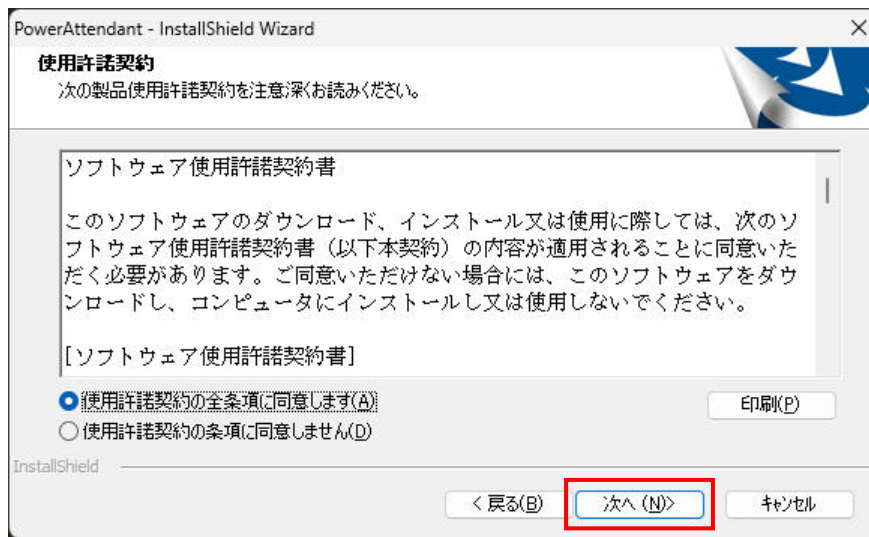 PowerAttendant - InstallShield Wizard
使用許諾契約
次の製品使用許諾契約を注意深くお読みください。
ソフトウェア使用許諾契約書
このソフトウェアのダウンロード、インストール又は使用に際しては、次のソ
フトウェア使用許諾契約書（以下本契約）の内容が適用されることに同意いた
だく必要があります。ご同意いただけない場合には、このソフトウェアをダウ
ンロードし、コンピュータにインストールし又は使用しないでください。
[ソフトウェア使用許諾契約書]
使用許諾契約の全条項に同意します(A)
印刷(P)
使用許諾契約の条項に同意しません(D)
InstallShield
< 戻る(B)
次へ (N)>
キャンセル